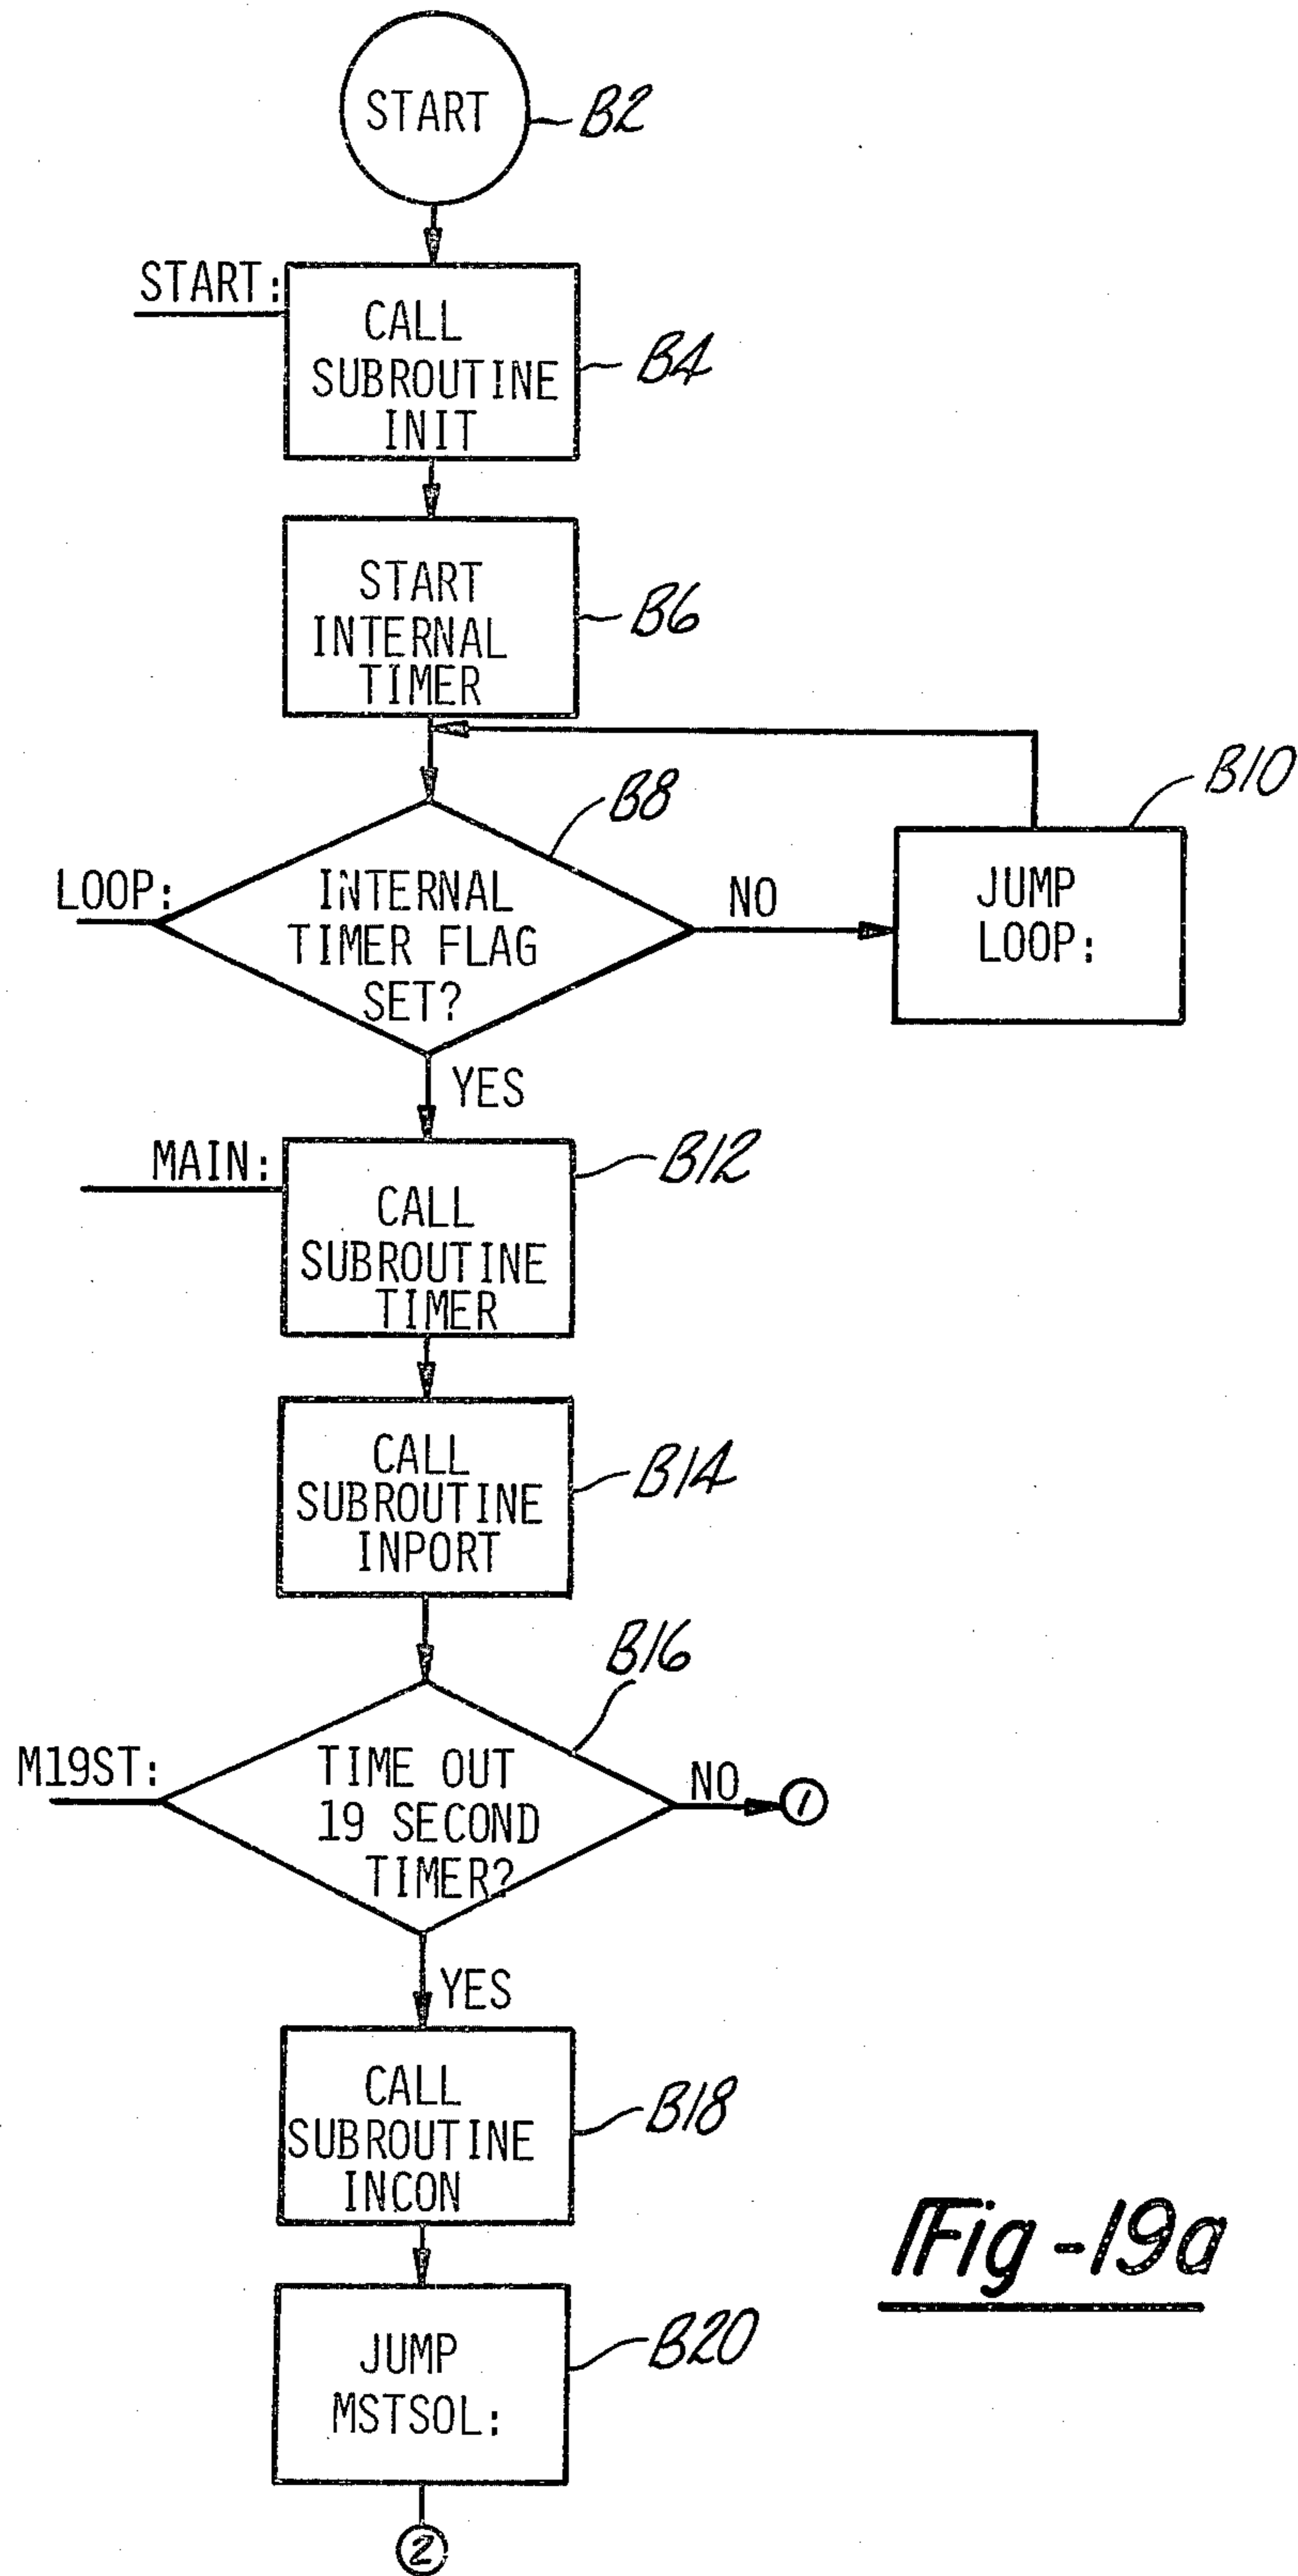 START
B2
START:
CALL
SUBROUTINE
INIT
B4
START
INTERNAL
TIMER
B6
B8
B10
LOOP:
INTERNAL
TIMER FLAG
SET?
NO
JUMP
LOOP:
YES
MAIN:
B12
CALL
SUBROUTINE
TIMER
CALL
SUBROUTINE
INPORT
B14
B16
M19ST:
TIME OUT
19 SECOND
TIMER?
NO
1
YES
CALL
SUBROUTINE
INCON
B18
JUMP
MSTSOL:
B20
2
Fig-19a